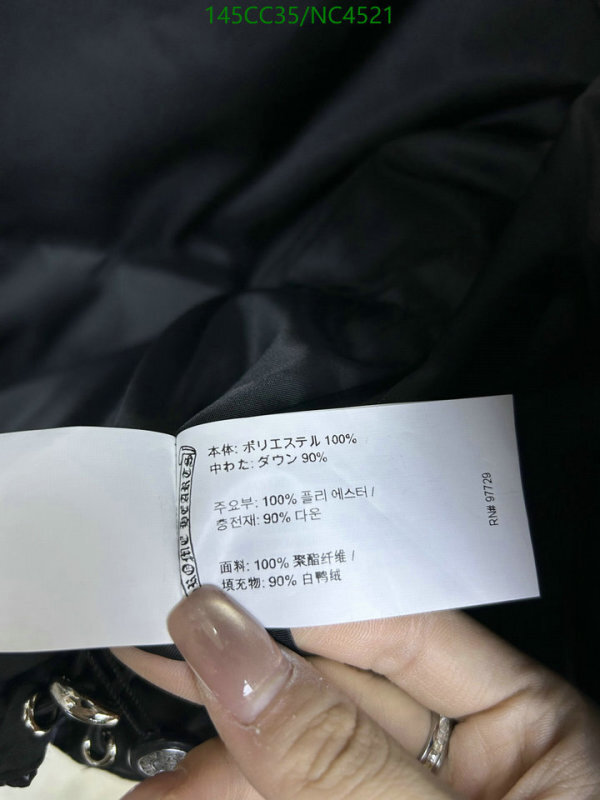 145CC35/NC4521
本体: ポリエステル 100%
中わた: ダウン 90%
주요부: 100% 폴리 에스터 /
충전재: 90% 다운
面料: 100% 聚酯纤维 /
填充物: 90% 白鸭绒
RN# 97729
ROME HEARTS